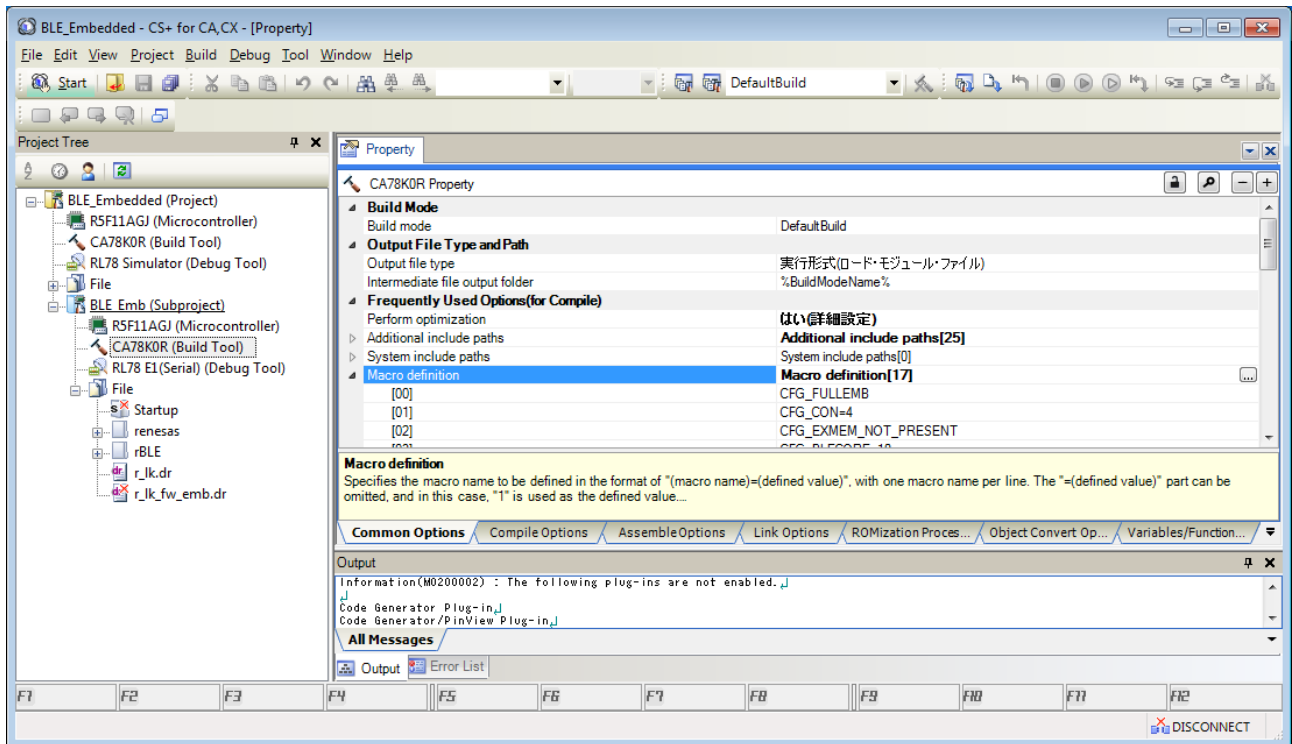 BLE_Embedded - CS+ for CA,CX - [Property]
File Edit View Project Build Debug Tool Window Help
Start DefaultBuild
Project Tree
Property
CA78K0R Property
BLE_Embedded (Project)
R5F11AGJ (Microcontroller)
CA78K0R (Build Tool)
RL78 Simulator (Debug Tool)
File
BLE_Emb (Subproject)
R5F11AGJ (Microcontroller)
CA78K0R (Build Tool)
RL78 E1(Serial) (Debug Tool)
File
Startup
renesas
rBLE
r_lk.dr
r_lk_fw_emb.dr
Build Mode
Build mode DefaultBuild
Output File Type and Path
Output file type 実行形式(ロード・モジュール・ファイル)
Intermediate file output folder %BuildModeName%
Frequently Used Options(for Compile)
Perform optimization はい(詳細設定)
Additional include paths Additional include paths[25]
System include paths System include paths[0]
Macro definition Macro definition[17]
[00] CFG_FULLEMB
[01] CFG_CON=4
[02] CFG_EXMEM_NOT_PRESENT
Macro definition
Specifies the macro name to be defined in the format of "(macro name)=(defined value)", with one macro name per line. The "=(defined value)" part can be
omitted, and in this case, "1" is used as the defined value....
Common Options Compile Options Assemble Options Link Options ROMization Proces... Object Convert Op... Variables/Function...
Output
Information(M0200002) : The following plug-ins are not enabled.
Code Generator Plug-in
Code Generator/PinView Plug-in
All Messages
Output Error List
F1 F2 F3 F4 F5 F6 F7 F8 F9 F10 F11 F12
DISCONNECT